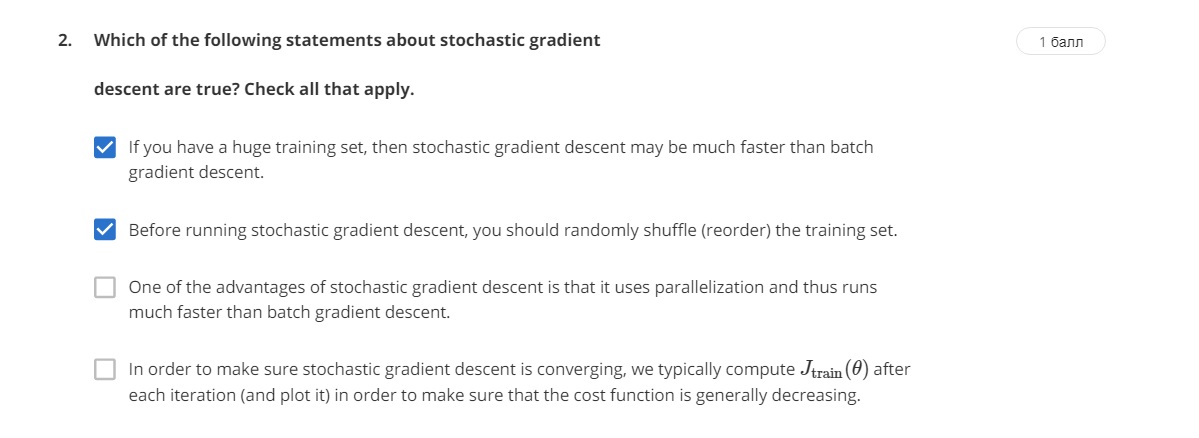 2. Which of the following statements about stochastic gradient
1 балл
descent are true? Check all that apply.
If you have a huge training set, then stochastic gradient descent may be much faster than batch
gradient descent.
Before running stochastic gradient descent, you should randomly shuffle (reorder) the training set.
One of the advantages of stochastic gradient descent is that it uses parallelization and thus runs
much faster than batch gradient descent.
In order to make sure stochastic gradient descent is converging, we typically compute J_train(θ) after
each iteration (and plot it) in order to make sure that the cost function is generally decreasing.